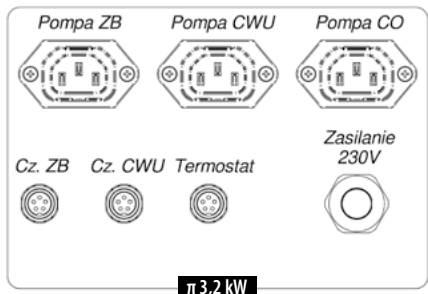 Pompa ZB Pompa CWU Pompa CO
Zasilanie
230V
Cz. ZB Cz. CWU Termostat
π 3,2 kW